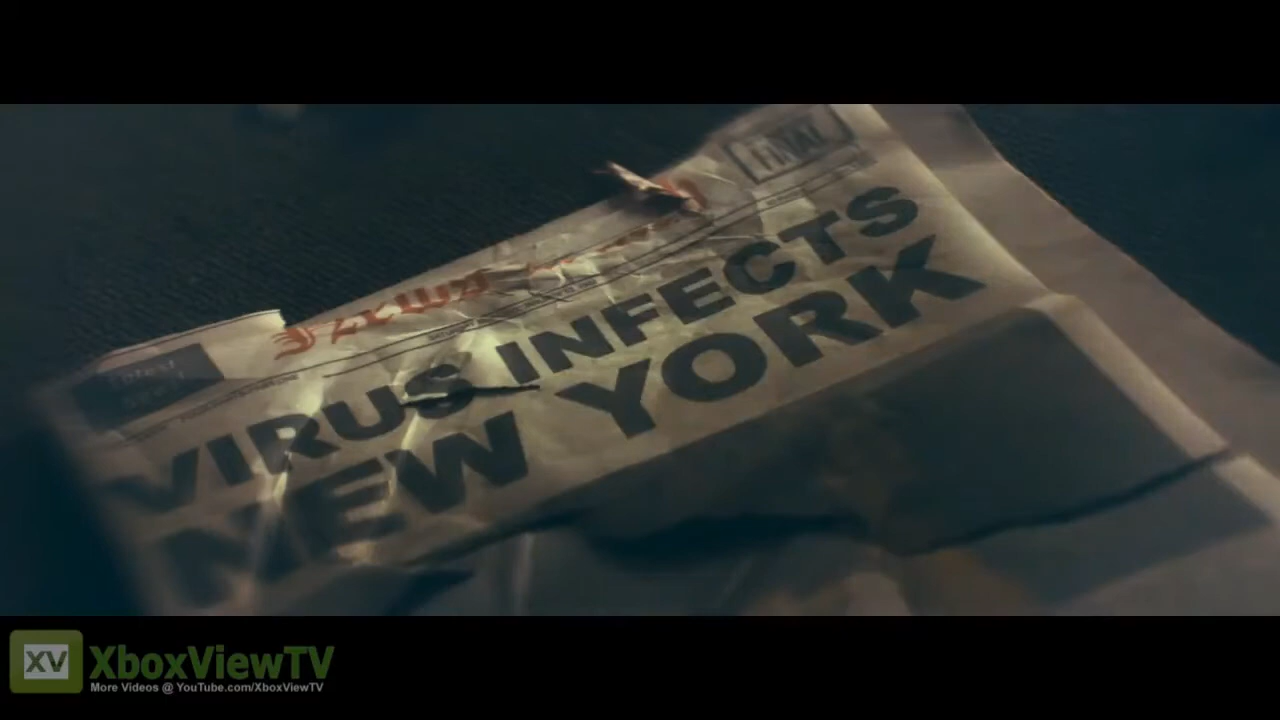 FINAL
VIRUS INFECTS
NEW YORK
XV XboxViewTV
More Videos @ YouTube.com/XboxViewTV